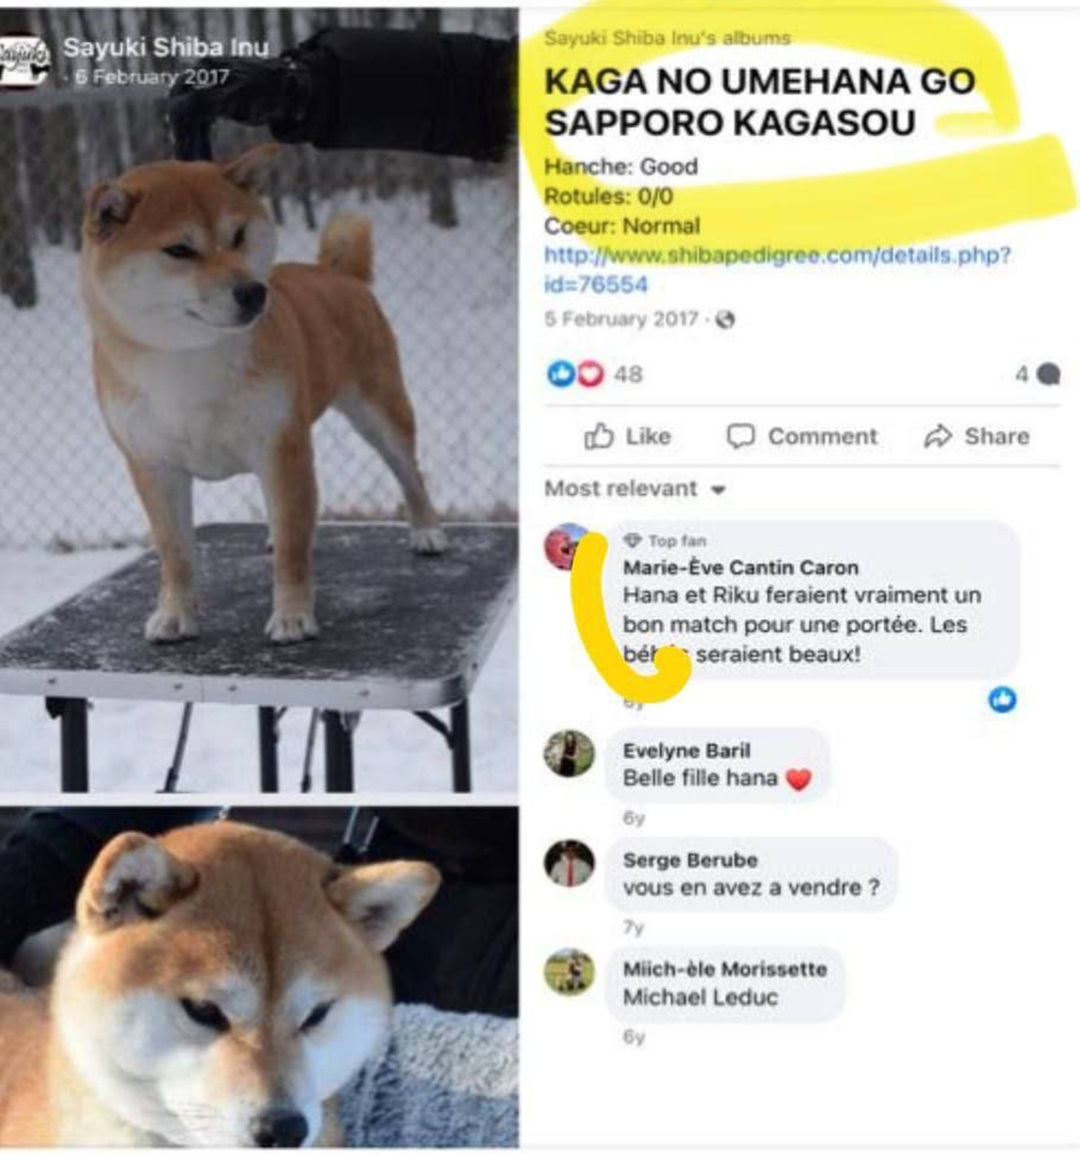 Sayuki Shiba Inu
· 6 February 2017
Sayuki Shiba Inu's albums
KAGA NO UMEHANA GO
SAPPORO KAGASOU
Hanche: Good
Rotules: 0/0
Coeur: Normal
http://www.shibapedigree.com/details.php?
id=76554
5 February 2017 ·
48
4
Like
Comment
Share
Most relevant
Top fan
Marie-Ève Cantin Caron
Hana et Riku feraient vraiment un
bon match pour une portée. Les
seraient beaux!
6y
Evelyne Baril
Belle fille hana ❤️
6y
Serge Berube
vous en avez a vendre ?
7y
Miich-èle Morissette
Michael Leduc
6y